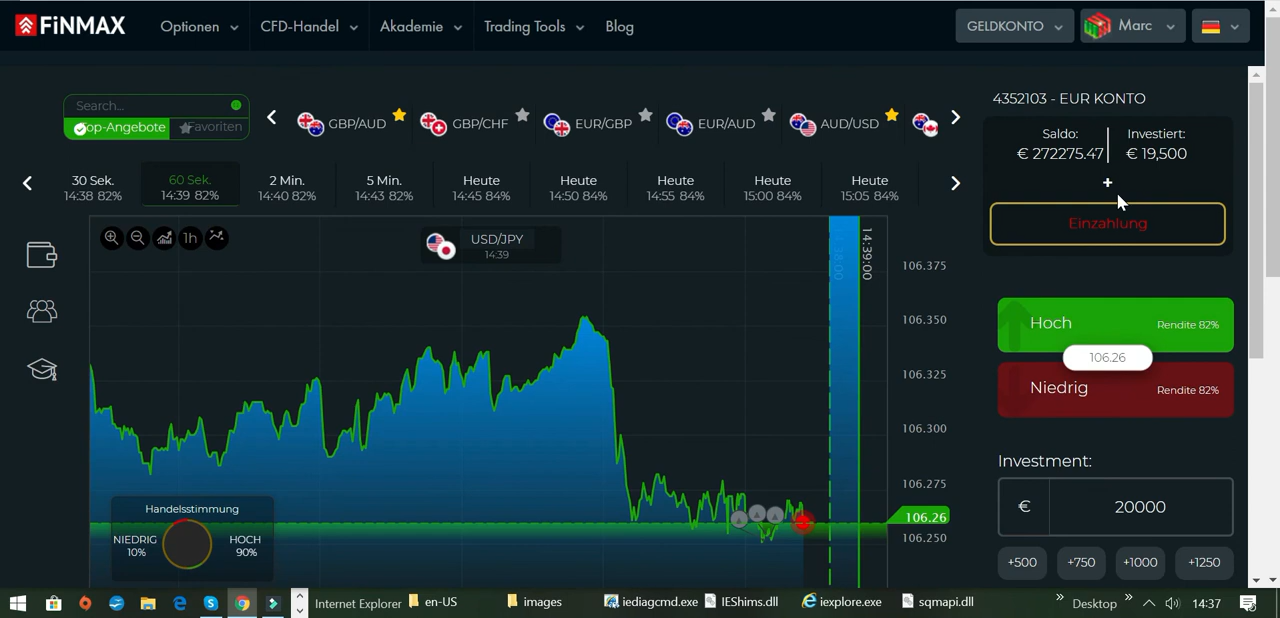 FiNMAX Optionen CFD-Handel Akademie Trading Tools Blog GELDKONTO Marc
Search...
Top-Angebote Favoriten
GBP/AUD GBP/CHF EUR/GBP EUR/AUD AUD/USD
4352103 - EUR KONTO
Saldo: Investiert:
€ 272275.47 € 19,500
+
Einzahlung
30 Sek. 60 Sek. 2 Min. 5 Min. Heute Heute Heute Heute Heute
14:38 82% 14:39 82% 14:40 82% 14:43 82% 14:45 84% 14:50 84% 14:55 84% 15:00 84% 15:05 84%
1h
USD/JPY
14:39
14:39:00
106.375
106.350
106.325
106.300
106.275
106.26
106.250
Handelsstimmung
NIEDRIG HOCH
10% 90%
Hoch Rendite 82%
106.26
Niedrig Rendite 82%
Investment:
€ 20000
+500 +750 +1000 +1250
Internet Explorer en-US images iediagcmd.exe IEShims.dll iexplore.exe sqmapi.dll » Desktop » 14:37